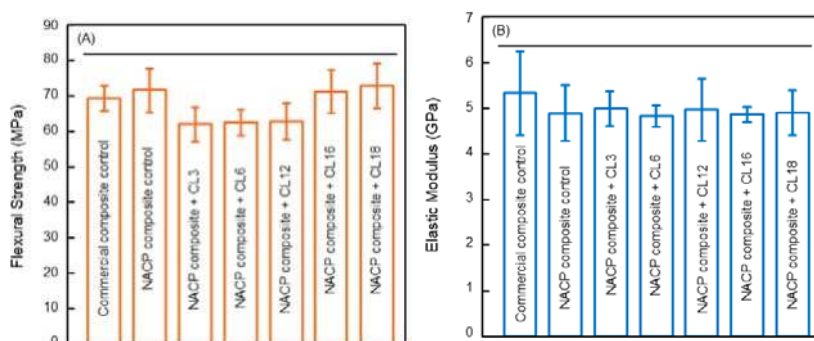 (A)
Flexural Strength (MPa)
90
80
70
60
50
40
30
20
10
0
Commercial composite control
NACP composite control
NACP composite + CL3
NACP composite + CL6
NACP composite + CL12
NACP composite + CL16
NACP composite + CL18
(B)
Elastic Modulus (GPa)
7
6
5
4
3
2
1
0
Commercial composite control
NACP composite control
NACP composite + CL3
NACP composite + CL6
NACP composite + CL12
NACP composite + CL16
NACP composite + CL18